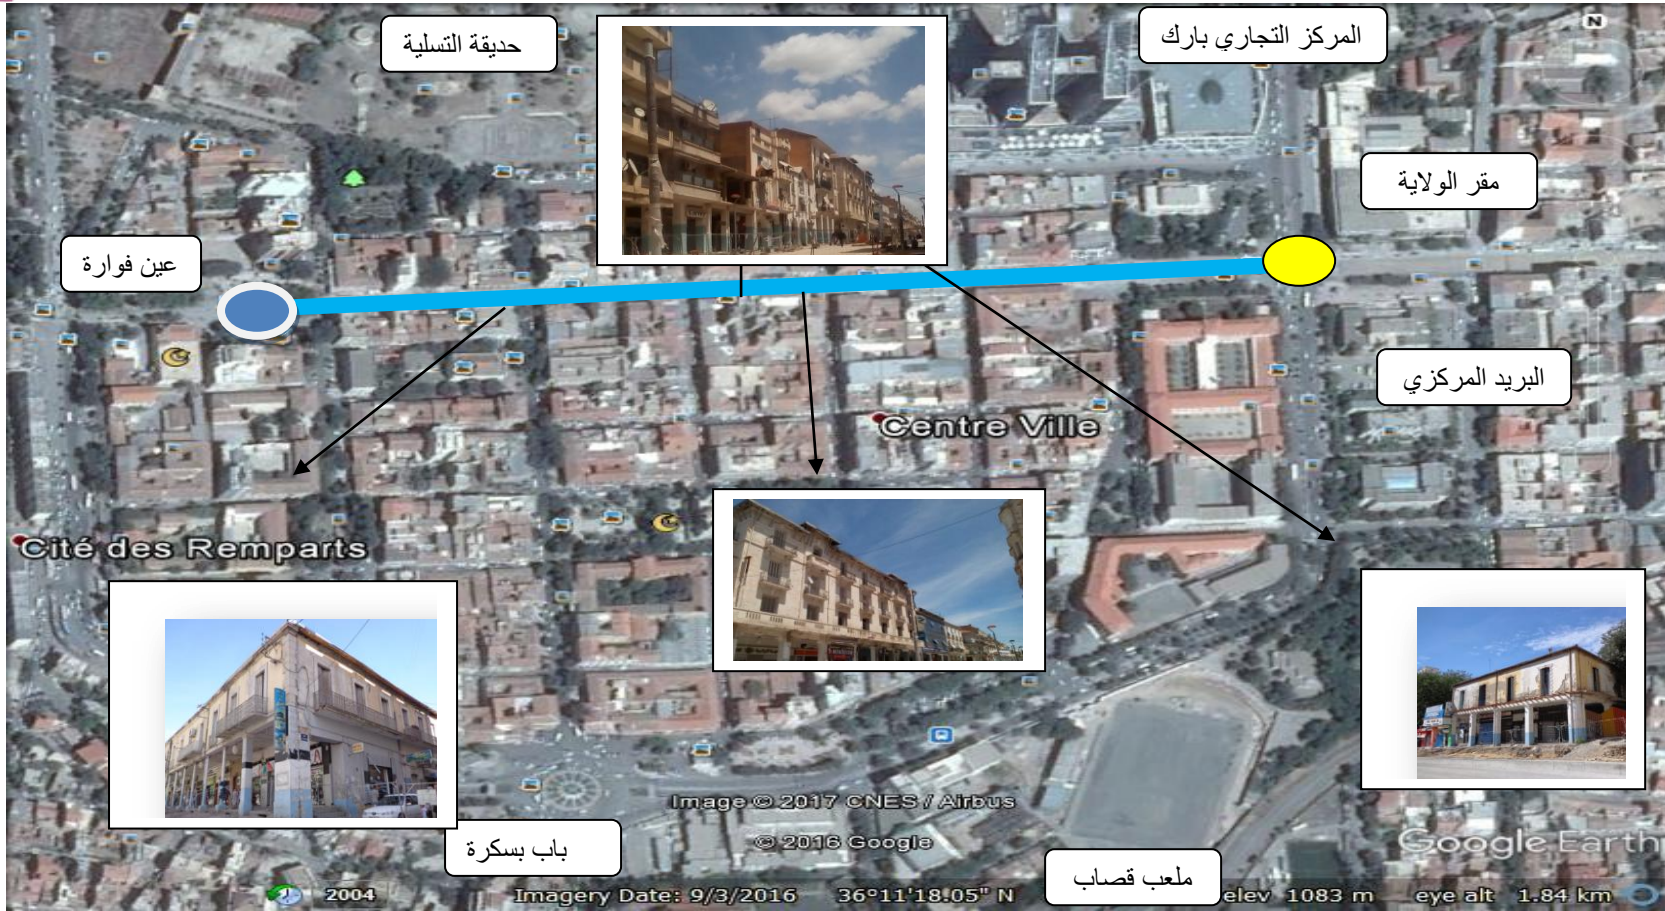 حديقة التسلية
المركز التجاري بارك
N
مقر الولاية
عين فوارة
البريد المركزي
Centre Ville
Cité des Remparts
Image © 2017 CNES / Airbus
© 2016 Google
Google Earth
باب بسكرة
ملعب قصاب
2004
Imagery Date: 9/3/2016 36°11'18.05" N
elev 1083 m eye alt 1.84 km